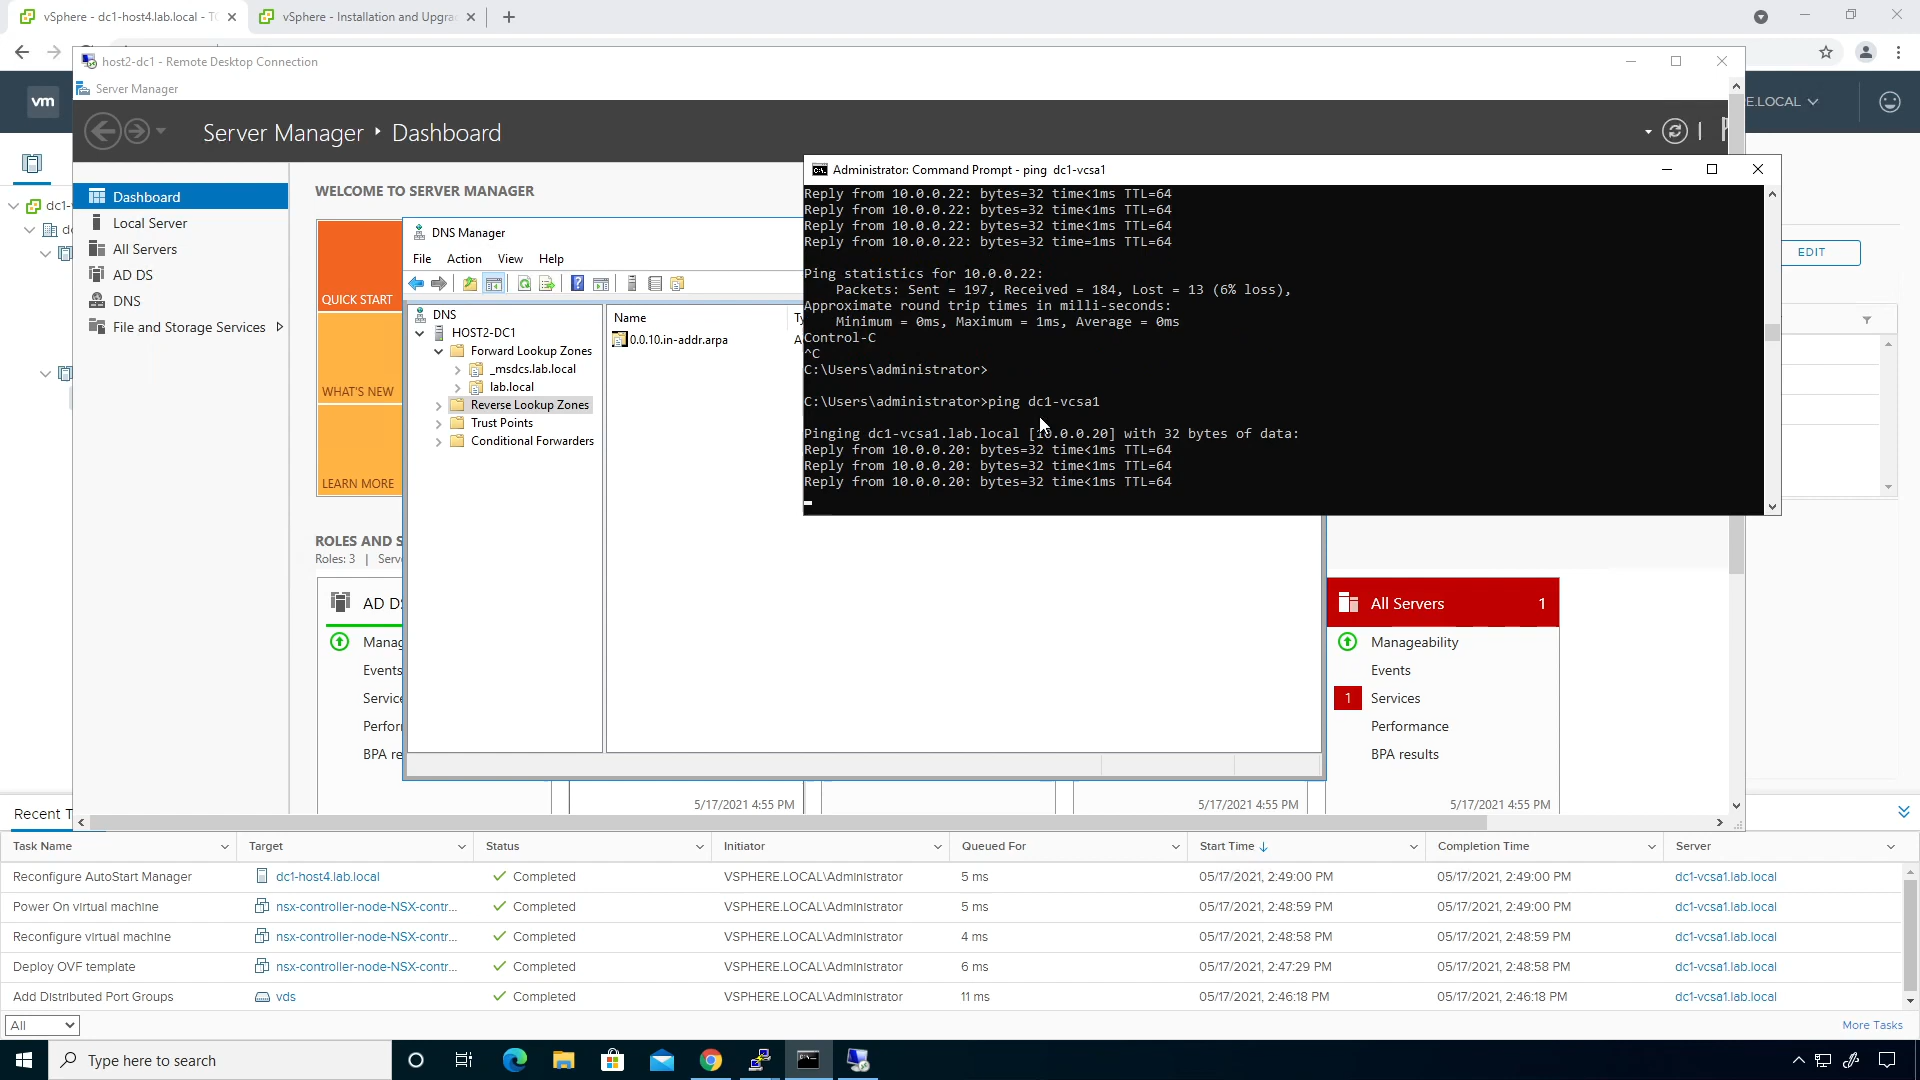 vSphere - dc1-host4.lab.local - TC
vSphere - Installation and Upgra
host2-dc1 - Remote Desktop Connection
Server Manager
vm
E.LOCAL
Server Manager
Dashboard
Administrator: Command Prompt - ping dc1-vcsa1
Dashboard
Local Server
All Servers
AD DS
DNS
File and Storage Services
dc1-
WELCOME TO SERVER MANAGER
QUICK START
WHAT'S NEW
LEARN MORE
EDIT
DNS Manager
File Action View Help
DNS
HOST2-DC1
Forward Lookup Zones
_msdcs.lab.local
lab.local
Reverse Lookup Zones
Trust Points
Conditional Forwarders
Name
0.0.10.in-addr.arpa
Reply from 10.0.0.22: bytes=32 time<1ms TTL=64
Reply from 10.0.0.22: bytes=32 time<1ms TTL=64
Reply from 10.0.0.22: bytes=32 time<1ms TTL=64
Reply from 10.0.0.22: bytes=32 time=1ms TTL=64
Ping statistics for 10.0.0.22:
Packets: Sent = 197, Received = 184, Lost = 13 (6% loss),
Approximate round trip times in milli-seconds:
Minimum = 0ms, Maximum = 1ms, Average = 0ms
Control-C
^C
C:\Users\administrator>
C:\Users\administrator>ping dc1-vcsa1
Pinging dc1-vcsa1.lab.local [10.0.0.20] with 32 bytes of data:
Reply from 10.0.0.20: bytes=32 time<1ms TTL=64
Reply from 10.0.0.20: bytes=32 time<1ms TTL=64
Reply from 10.0.0.20: bytes=32 time<1ms TTL=64
ROLES AND S
Roles: 3 | Serv
AD DS
Manag
Events
Service
Perforr
BPA re
5/17/2021 4:55 PM
5/17/2021 4:55 PM
All Servers 1
Manageability
Events
1 Services
Performance
BPA results
5/17/2021 4:55 PM
Recent T
Task Name Target Status Initiator Queued For Start Time Completion Time Server
Reconfigure AutoStart Manager dc1-host4.lab.local Completed VSPHERE.LOCAL\Administrator 5 ms 05/17/2021, 2:49:00 PM 05/17/2021, 2:49:00 PM dc1-vcsa1.lab.local
Power On virtual machine nsx-controller-node-NSX-contr... Completed VSPHERE.LOCAL\Administrator 5 ms 05/17/2021, 2:48:59 PM 05/17/2021, 2:49:00 PM dc1-vcsa1.lab.local
Reconfigure virtual machine nsx-controller-node-NSX-contr... Completed VSPHERE.LOCAL\Administrator 4 ms 05/17/2021, 2:48:58 PM 05/17/2021, 2:48:59 PM dc1-vcsa1.lab.local
Deploy OVF template nsx-controller-node-NSX-contr... Completed VSPHERE.LOCAL\Administrator 6 ms 05/17/2021, 2:47:29 PM 05/17/2021, 2:48:58 PM dc1-vcsa1.lab.local
Add Distributed Port Groups vds Completed VSPHERE.LOCAL\Administrator 11 ms 05/17/2021, 2:46:18 PM 05/17/2021, 2:46:18 PM dc1-vcsa1.lab.local
All
More Tasks
Type here to search